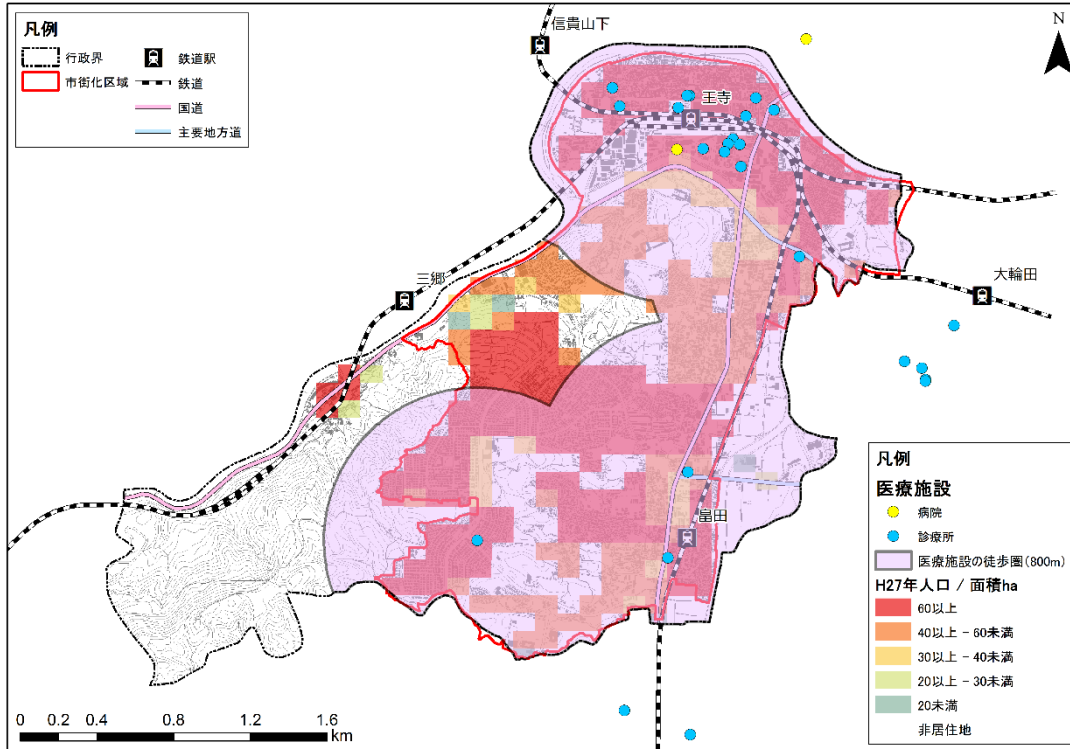 凡例
行政界
鉄道駅
市街化区域
鉄道
国道
主要地方道
信貴山下
N
王寺
三郷
大輪田
畠田
凡例
医療施設
病院
診療所
医療施設の徒歩圏(800m)
H27年人口 / 面積ha
60以上
40以上 - 60未満
30以上 - 40未満
20以上 - 30未満
20未満
非居住地
0 0.2 0.4 0.8 1.2 1.6
km